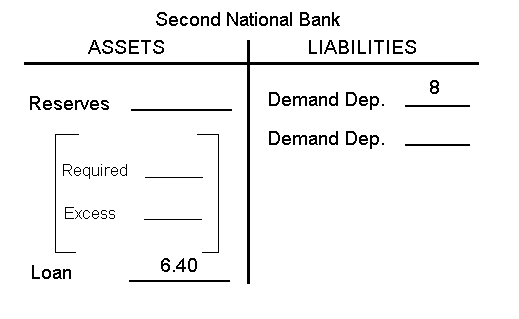 Second National Bank
ASSETS LIABILITIES
Reserves
Demand Dep. 8
Demand Dep.
Required
Excess
Loan 6.40